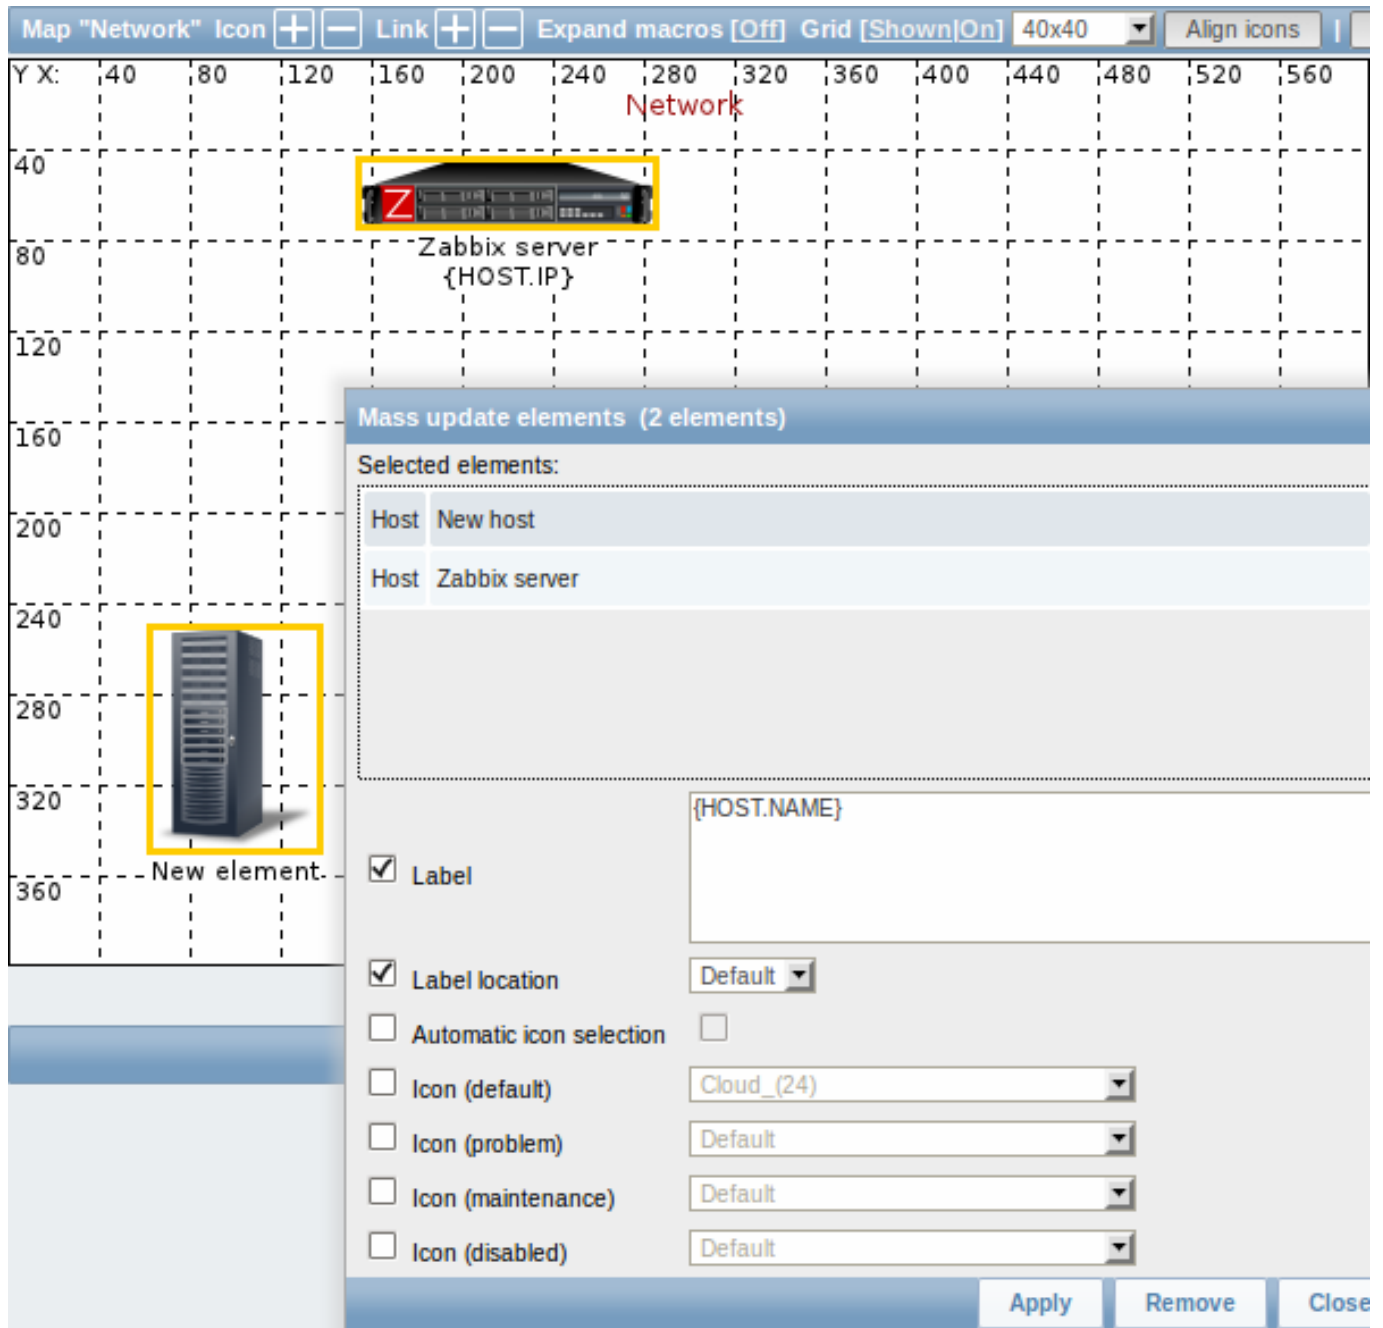 Map "Network" Icon + − Link + − Expand macros [Off] Grid [Shown|On] 40x40 Align icons |
Y X: 40 80 120 160 200 240 280 320 360 400 440 480 520 560
Network
40
Z
80
Zabbix server
{HOST.IP}
120
160
200
240
280
320
360
New element
Mass update elements (2 elements)
Selected elements:
Host New host
Host Zabbix server
Label {HOST.NAME}
Label location Default
Automatic icon selection
Icon (default) Cloud_(24)
Icon (problem) Default
Icon (maintenance) Default
Icon (disabled) Default
Apply Remove Close